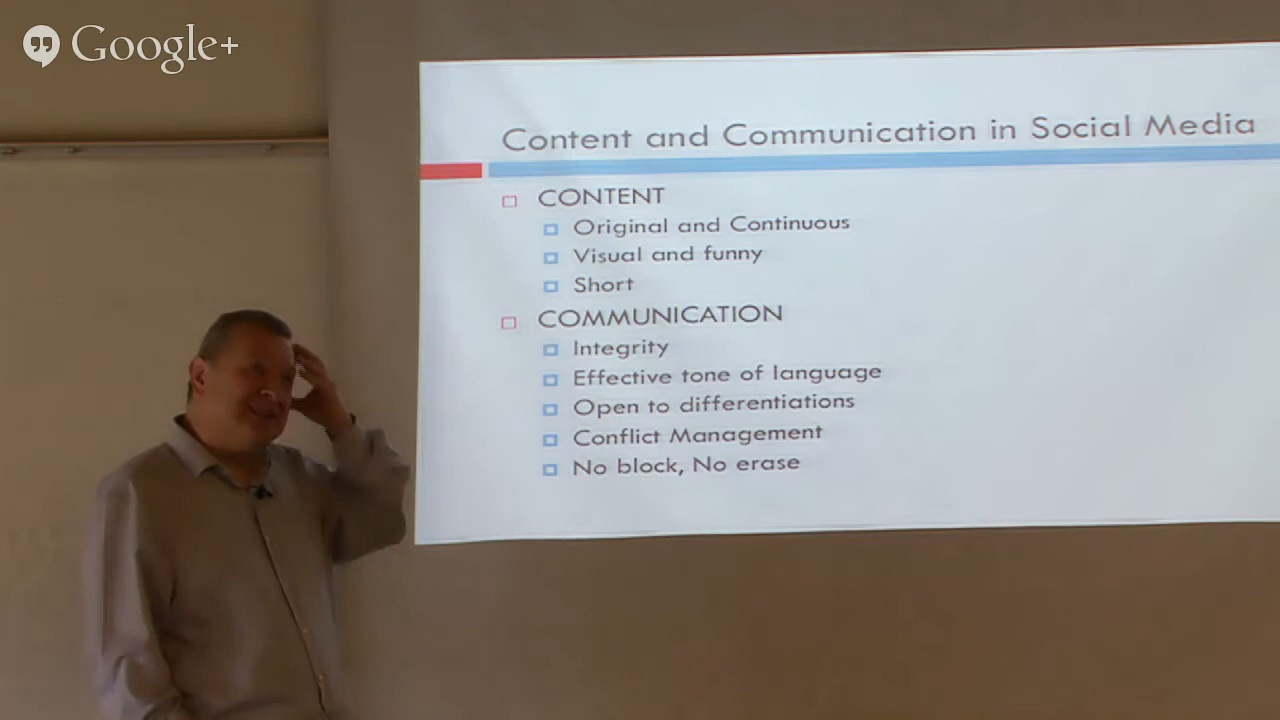 Google+
Content and Communication in Social Media
CONTENT
Original and Continuous
Visual and funny
Short
COMMUNICATION
Integrity
Effective tone of language
Open to differentiations
Conflict Management
No block, No erase